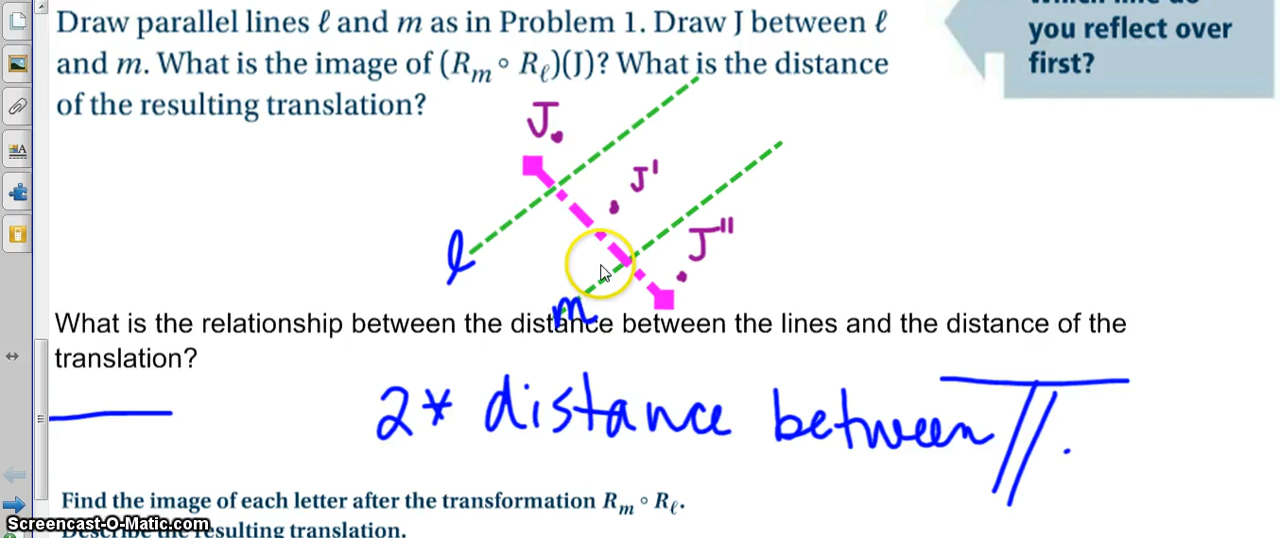 Draw parallel lines ℓ and m as in Problem 1. Draw J between ℓ
and m. What is the image of (Rm ∘ Rℓ)(J)? What is the distance
of the resulting translation?
you reflect over
first?
J
J'
J"
ℓ
m
What is the relationship between the distance between the lines and the distance of the
translation?
2* distance between //.
Find the image of each letter after the transformation Rm ∘ Rℓ.
Screencast-O-Matic.com
resulting translation.